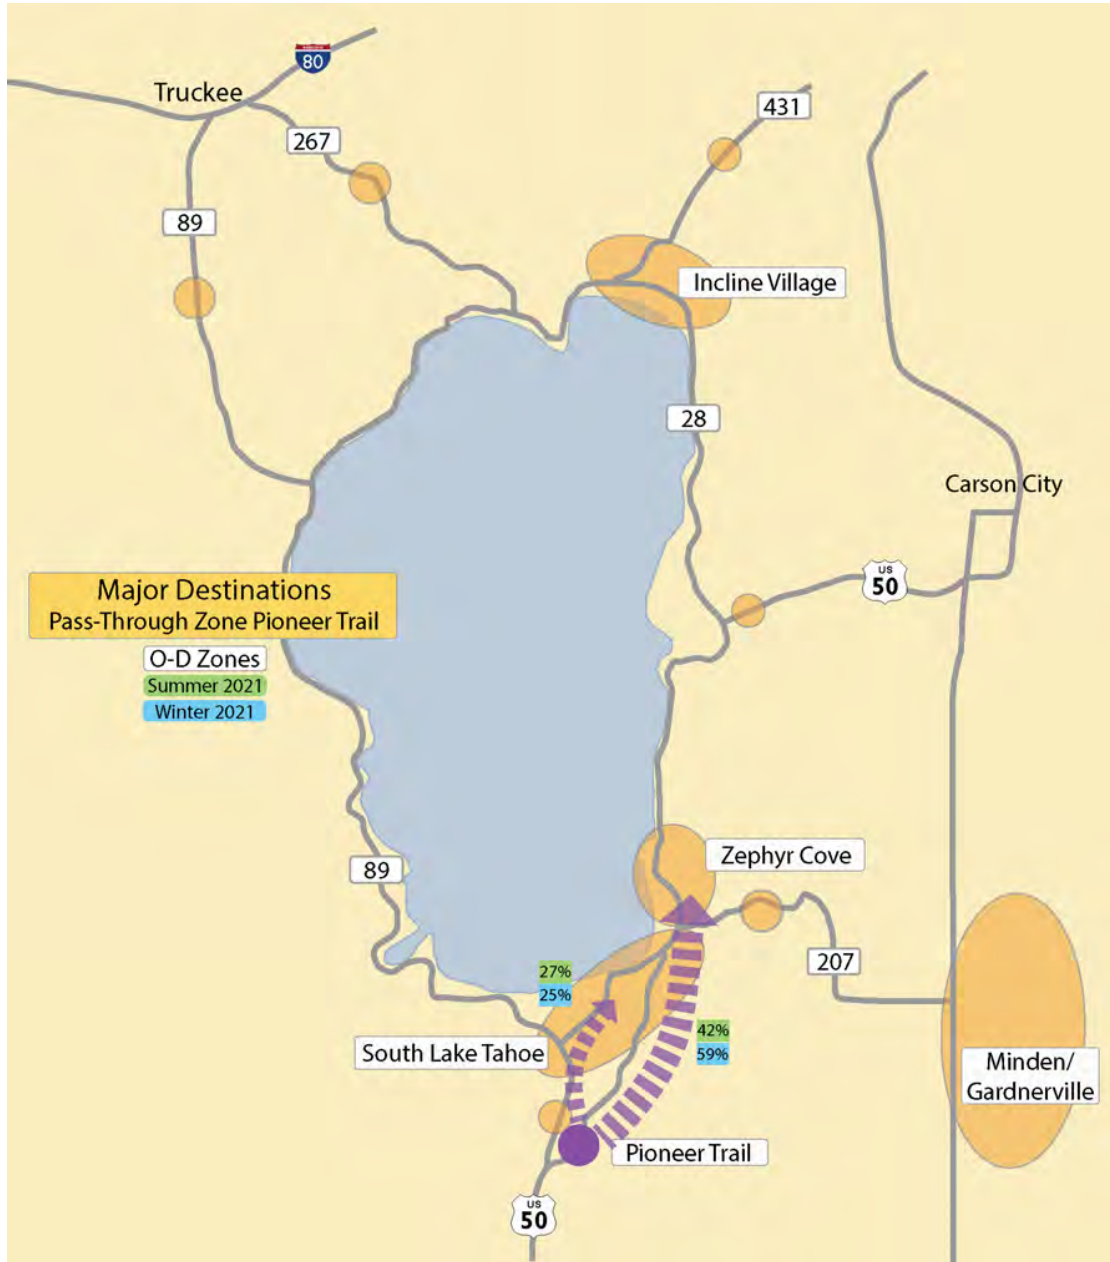 80
Truckee
431
267
89
Incline Village
28
Carson City
US
50
Major Destinations
Pass-Through Zone Pioneer Trail
O-D Zones
Summer 2021
Winter 2021
Zephyr Cove
89
207
27%
25%
42%
59%
South Lake Tahoe
Minden/
Gardnerville
Pioneer Trail
US
50